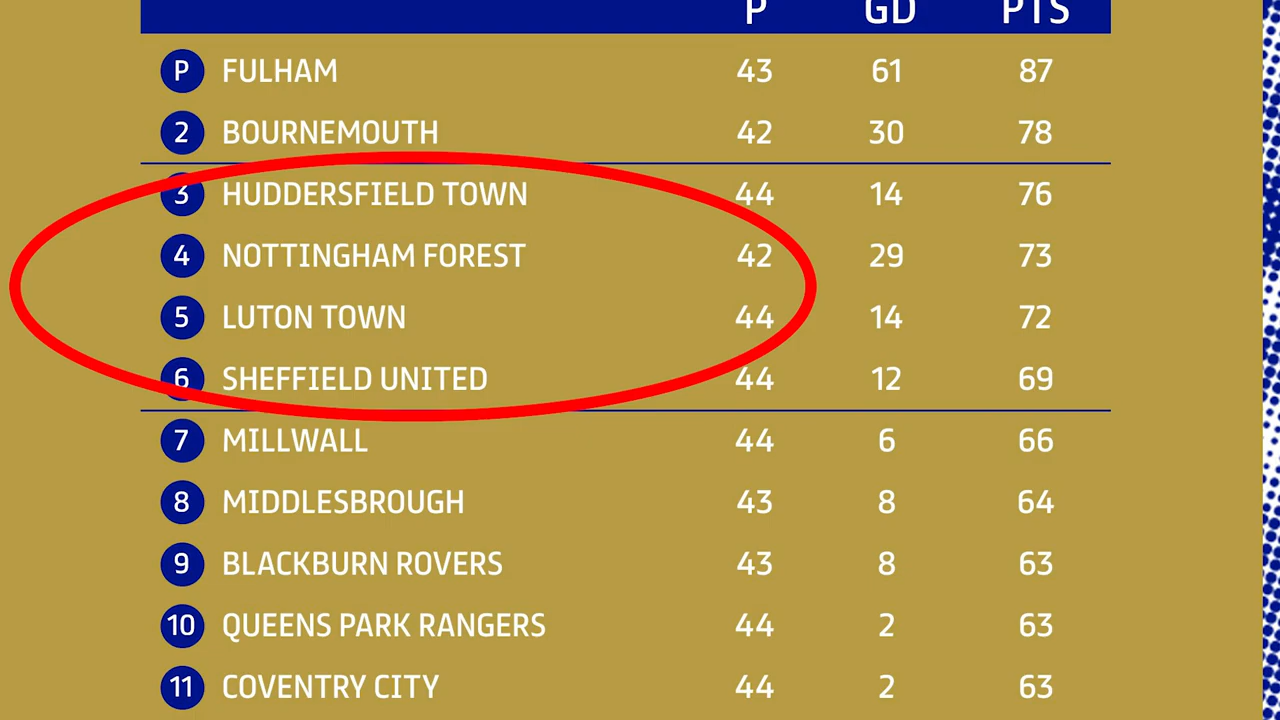 P GD PTS
P FULHAM 43 61 87
2 BOURNEMOUTH 42 30 78
3 HUDDERSFIELD TOWN 44 14 76
4 NOTTINGHAM FOREST 42 29 73
5 LUTON TOWN 44 14 72
6 SHEFFIELD UNITED 44 12 69
7 MILLWALL 44 6 66
8 MIDDLESBROUGH 43 8 64
9 BLACKBURN ROVERS 43 8 63
10 QUEENS PARK RANGERS 44 2 63
11 COVENTRY CITY 44 2 63